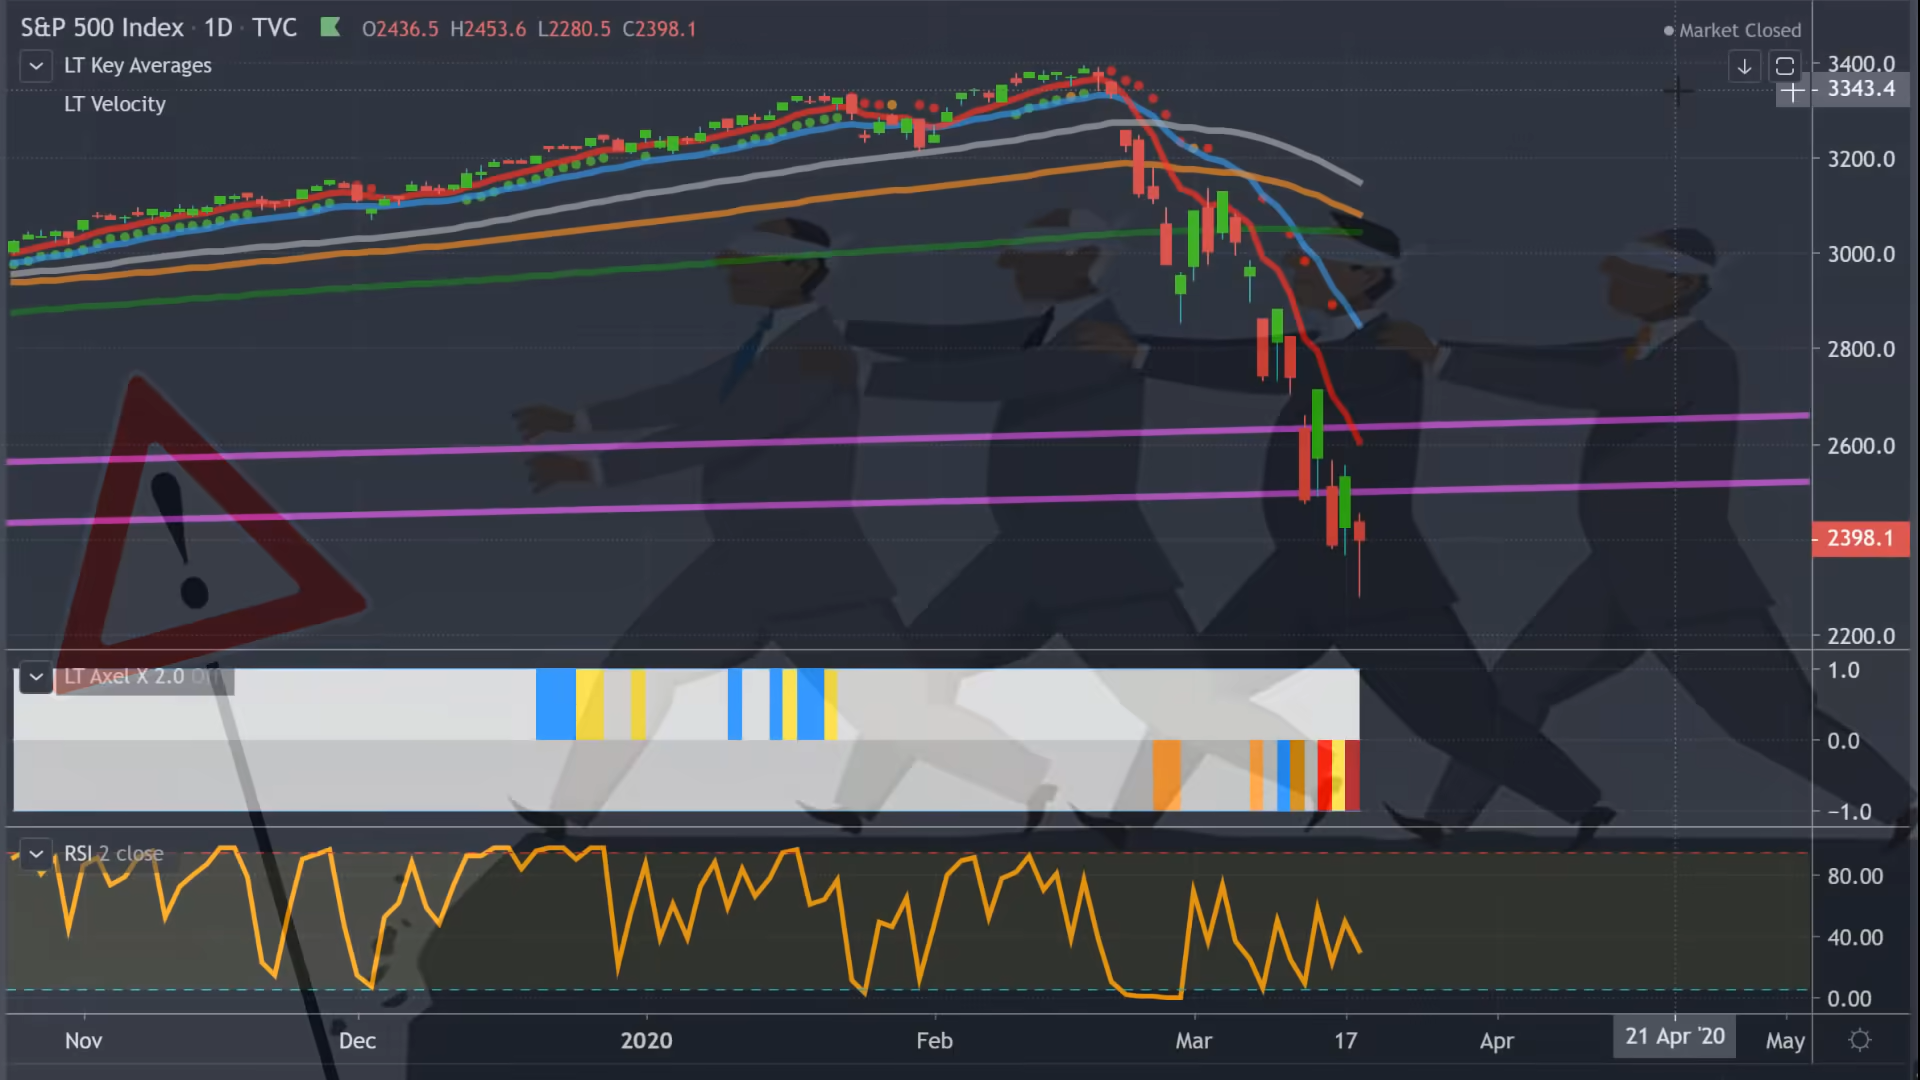 S&P 500 Index · 1D · TVC O2436.5 H2453.6 L2280.5 C2398.1
Market Closed
LT Key Averages
LT Velocity
3400.0
3343.4
3200.0
3000.0
2800.0
2600.0
2398.1
2200.0
LT Axel X 2.0
1.0
0.0
−1.0
RSI 2 close
80.00
40.00
0.00
Nov Dec 2020 Feb Mar 17 Apr 21 Apr '20 May